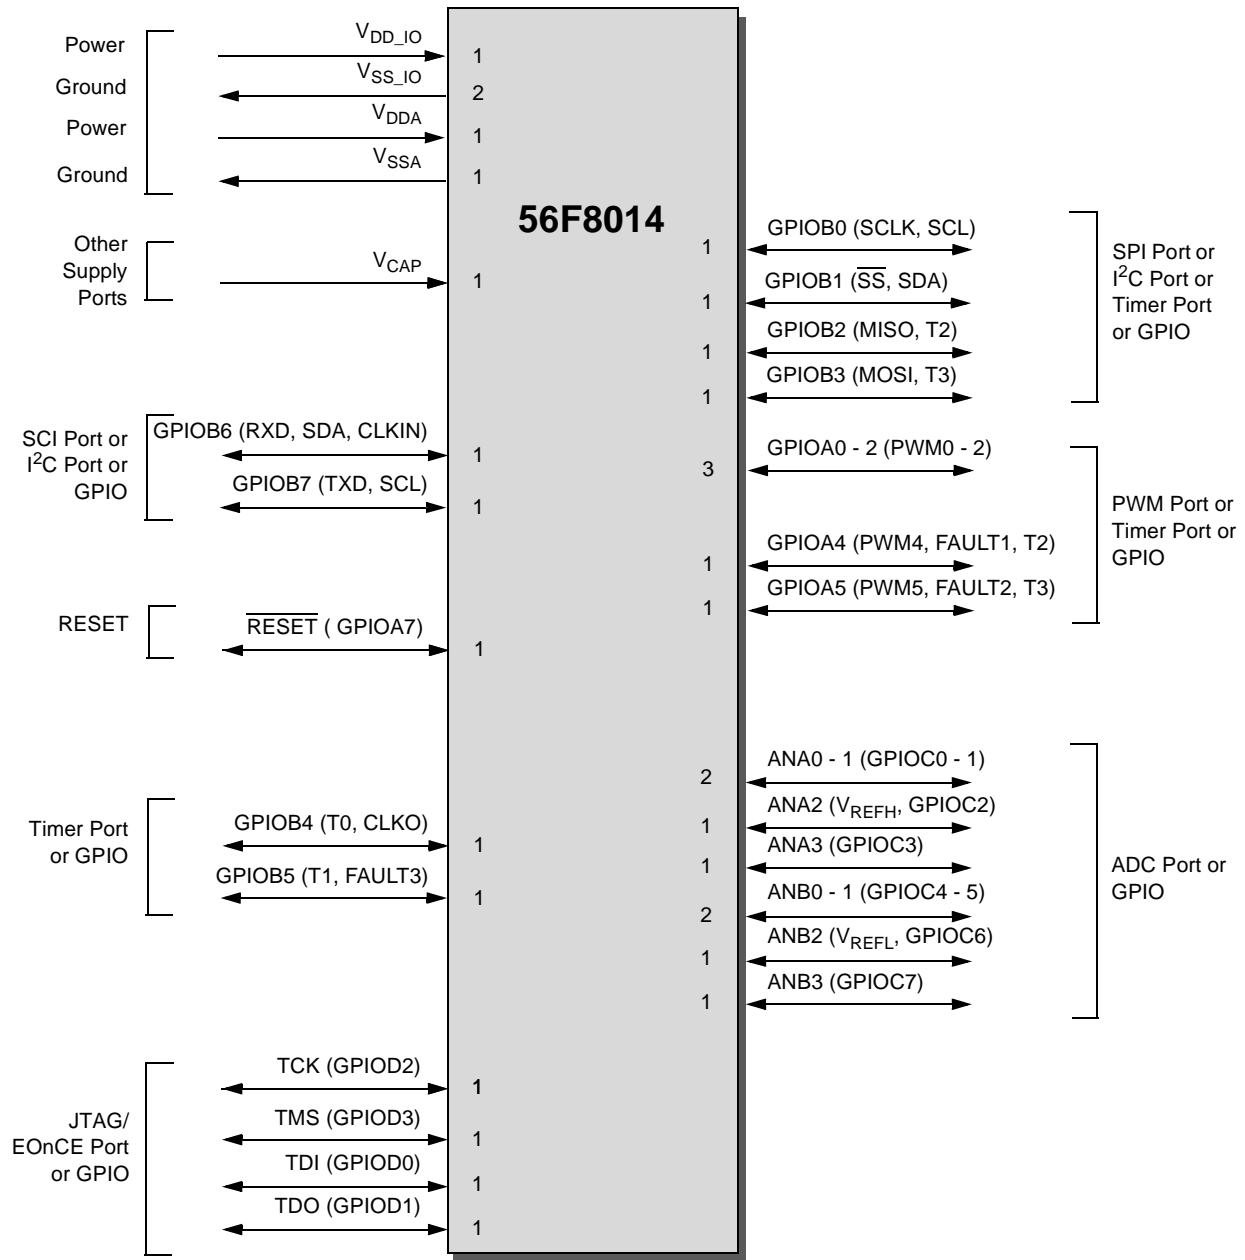 Power
V_DD_IO
1
Ground
V_SS_IO
2
Power
V_DDA
1
Ground
V_SSA
1
56F8014
Other
Supply
Ports
V_CAP
1
SCI Port or
I²C Port or
GPIO
GPIOB6 (RXD, SDA, CLKIN)
1
GPIOB7 (TXD, SCL)
1
RESET
R̅E̅S̅E̅T̅ ( GPIOA7)
1
Timer Port
or GPIO
GPIOB4 (T0, CLKO)
1
GPIOB5 (T1, FAULT3)
1
JTAG/
EOnCE Port
or GPIO
TCK (GPIOD2)
1
TMS (GPIOD3)
1
TDI (GPIOD0)
1
TDO (GPIOD1)
1
1
GPIOB0 (SCLK, SCL)
1
GPIOB1 (S̅S̅, SDA)
1
GPIOB2 (MISO, T2)
1
GPIOB3 (MOSI, T3)
SPI Port or
I²C Port or
Timer Port
or GPIO
3
GPIOA0 - 2 (PWM0 - 2)
1
GPIOA4 (PWM4, FAULT1, T2)
1
GPIOA5 (PWM5, FAULT2, T3)
PWM Port or
Timer Port or
GPIO
2
ANA0 - 1 (GPIOC0 - 1)
1
ANA2 (V_REFH, GPIOC2)
1
ANA3 (GPIOC3)
2
ANB0 - 1 (GPIOC4 - 5)
1
ANB2 (V_REFL, GPIOC6)
1
ANB3 (GPIOC7)
ADC Port or
GPIO